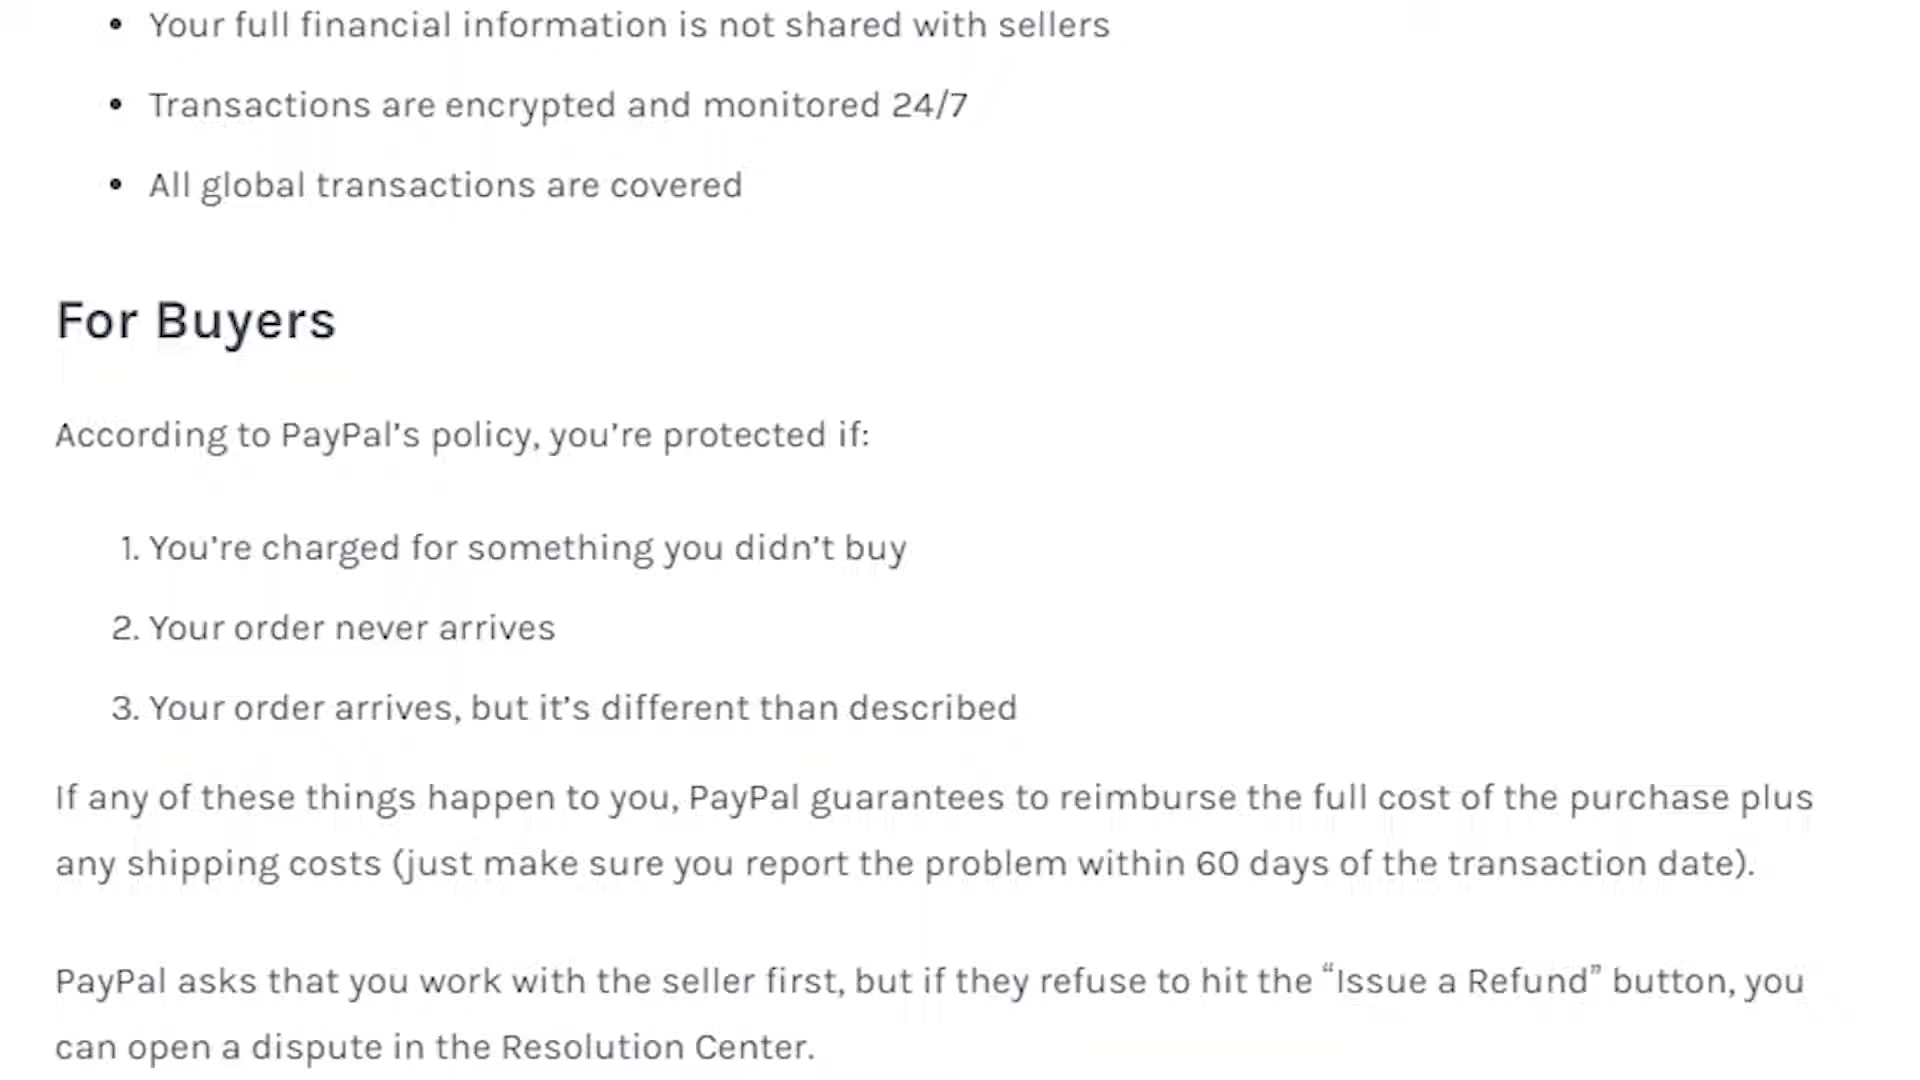 • Your full financial information is not shared with sellers
• Transactions are encrypted and monitored 24/7
• All global transactions are covered
For Buyers
According to PayPal’s policy, you’re protected if:
1. You’re charged for something you didn’t buy
2. Your order never arrives
3. Your order arrives, but it’s different than described
If any of these things happen to you, PayPal guarantees to reimburse the full cost of the purchase plus
any shipping costs (just make sure you report the problem within 60 days of the transaction date).
PayPal asks that you work with the seller first, but if they refuse to hit the “Issue a Refund” button, you
can open a dispute in the Resolution Center.